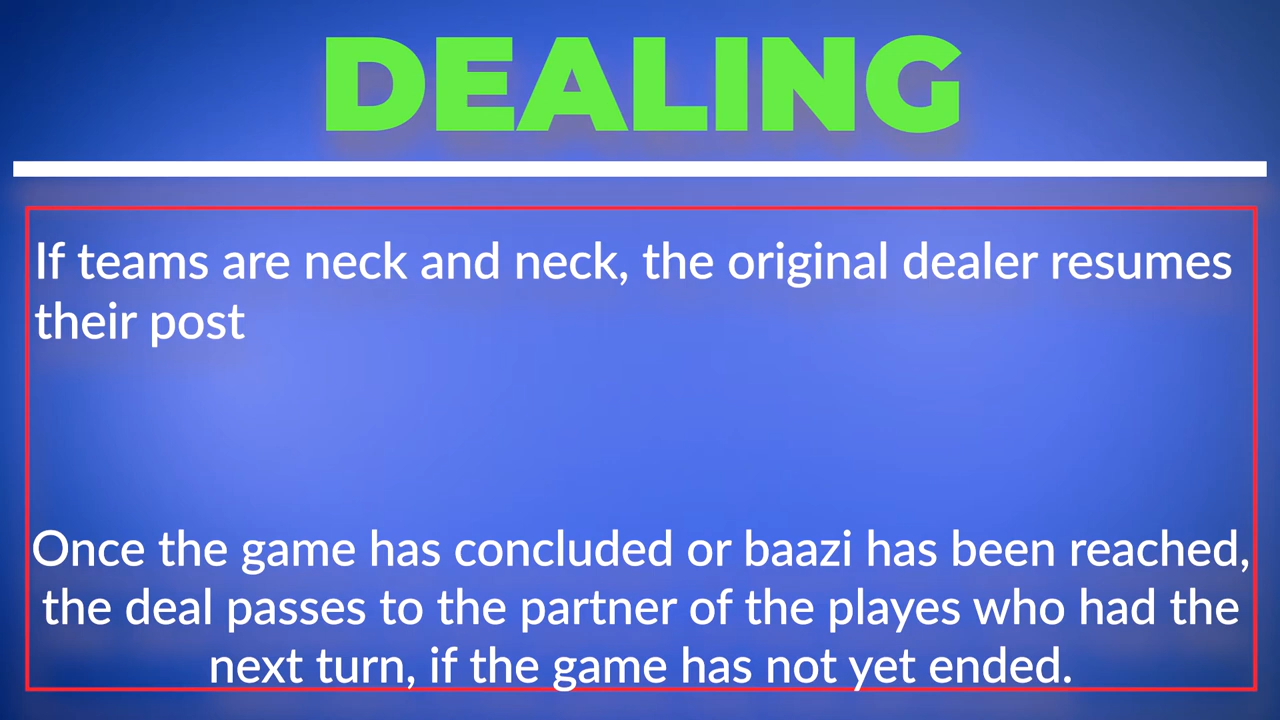 DEALING
If teams are neck and neck, the original dealer resumes
their post
Once the game has concluded or baazi has been reached,
the deal passes to the partner of the playes who had the
next turn, if the game has not yet ended.